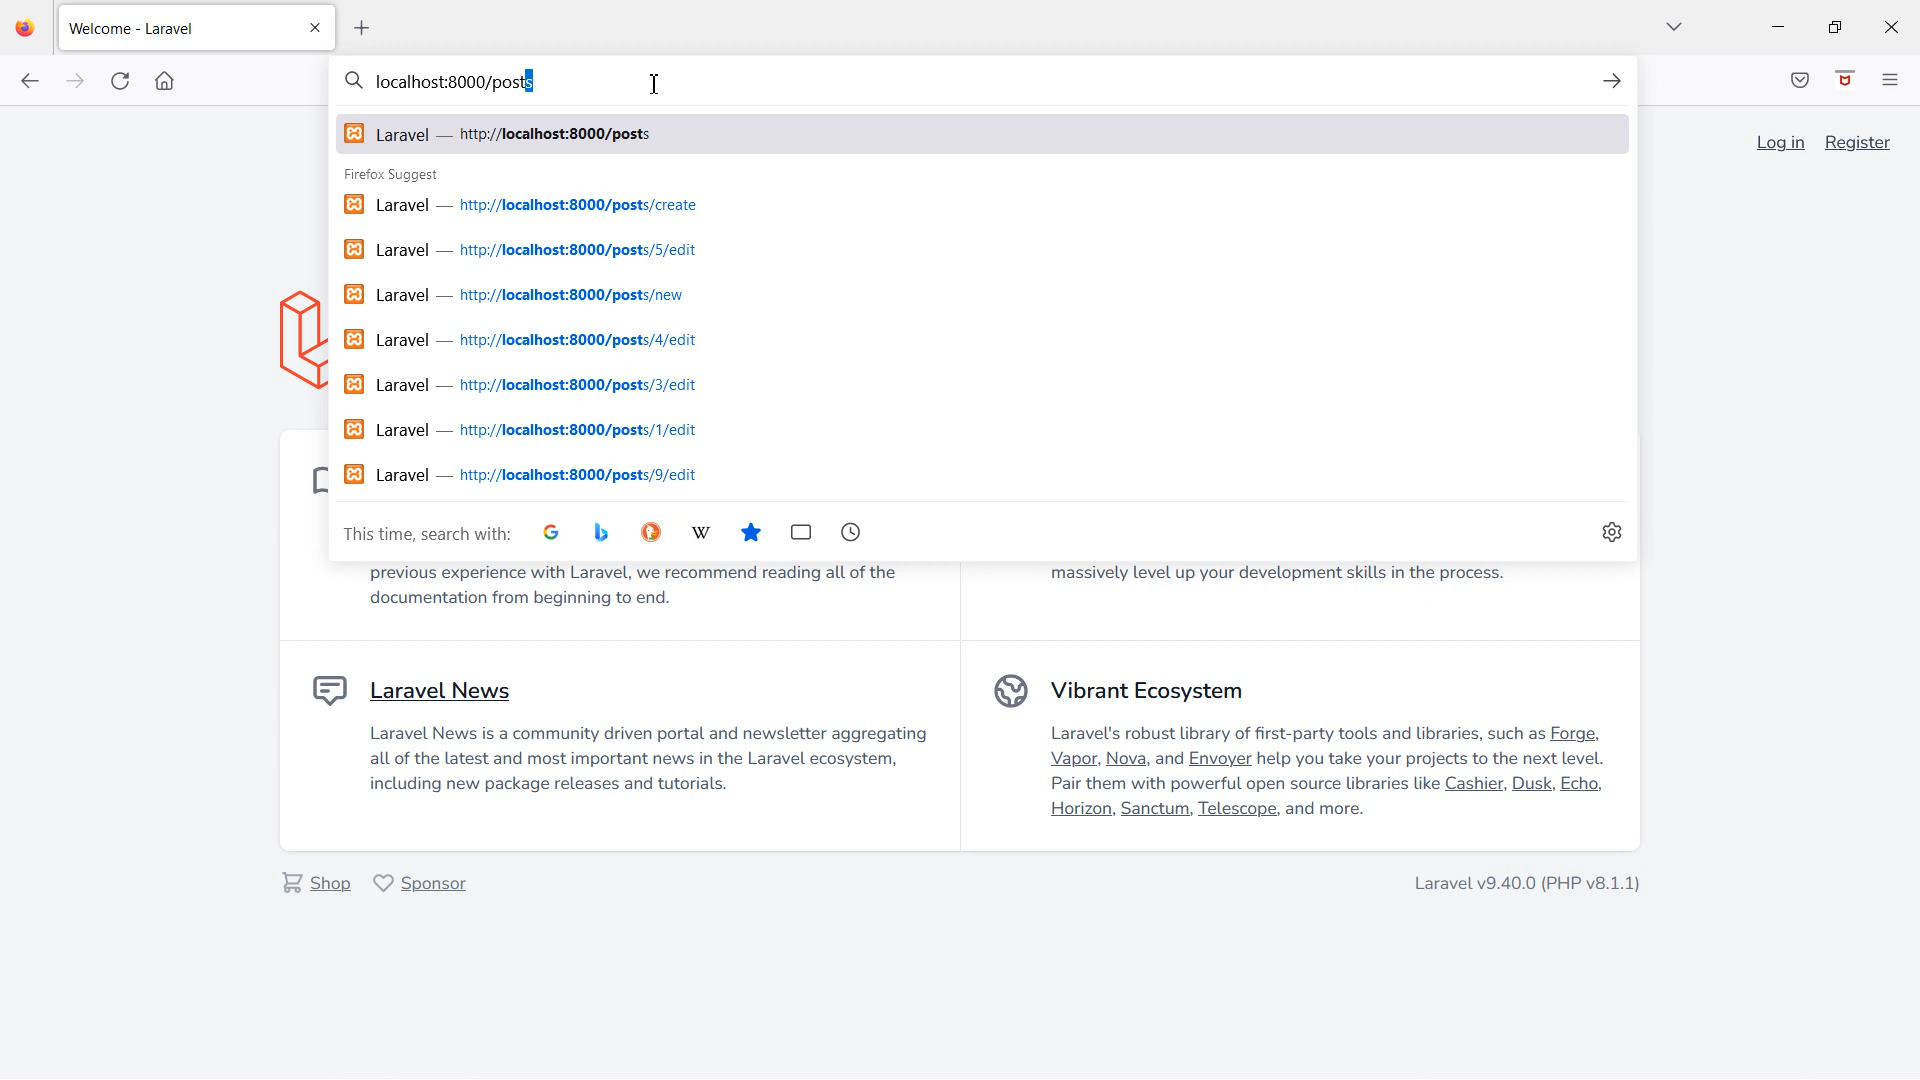 Welcome - Laravel
localhost:8000/posts
Laravel — http://localhost:8000/posts
Log in Register
Firefox Suggest
Laravel — http://localhost:8000/posts/create
Laravel — http://localhost:8000/posts/5/edit
Laravel — http://localhost:8000/posts/new
Laravel — http://localhost:8000/posts/4/edit
Laravel — http://localhost:8000/posts/3/edit
Laravel — http://localhost:8000/posts/1/edit
Laravel — http://localhost:8000/posts/9/edit
This time, search with:
previous experience with Laravel, we recommend reading all of the
documentation from beginning to end.
massively level up your development skills in the process.
Laravel News
Laravel News is a community driven portal and newsletter aggregating
all of the latest and most important news in the Laravel ecosystem,
including new package releases and tutorials.
Vibrant Ecosystem
Laravel's robust library of first-party tools and libraries, such as Forge,
Vapor, Nova, and Envoyer help you take your projects to the next level.
Pair them with powerful open source libraries like Cashier, Dusk, Echo,
Horizon, Sanctum, Telescope, and more.
Shop Sponsor
Laravel v9.40.0 (PHP v8.1.1)